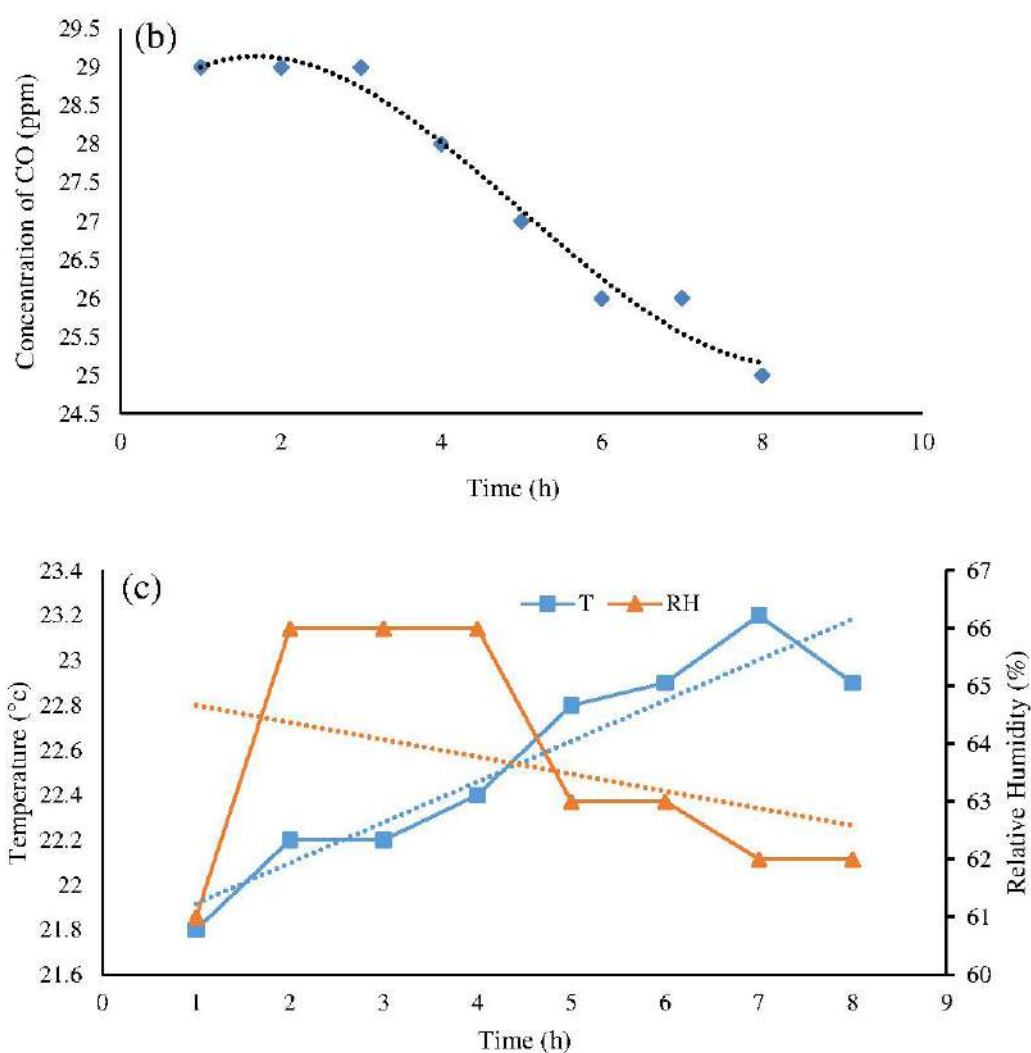 (b)
Concentration of CO (ppm)
29.5
29
28.5
28
27.5
27
26.5
26
25.5
25
24.5
0 2 4 6 8 10
Time (h)
(c)
T RH
Temperature (°c)
23.4
23.2
23
22.8
22.6
22.4
22.2
22
21.8
21.6
67
66
65
64
63
62
61
60
Relative Humidity (%)
0 1 2 3 4 5 6 7 8 9
Time (h)